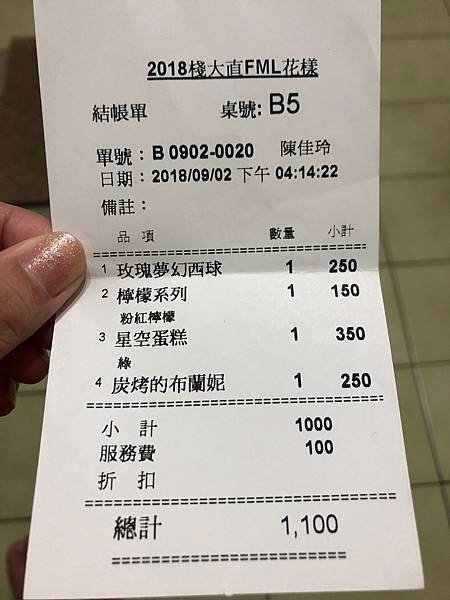 2018棧大直FML花樣
結帳單 桌號: B5
單號： B 0902-0020 陳佳玲
日期： 2018/09/02 下午 04:14:22
備註：
品 項 數量 小計
1 玫瑰夢幻西球 1 250
2 檸檬系列 1 150
粉紅檸檬
3 星空蛋糕 1 350
綠
4 炭烤的布蘭妮 1 250
小 計 1000
服務費 100
折 扣
總計 1,100